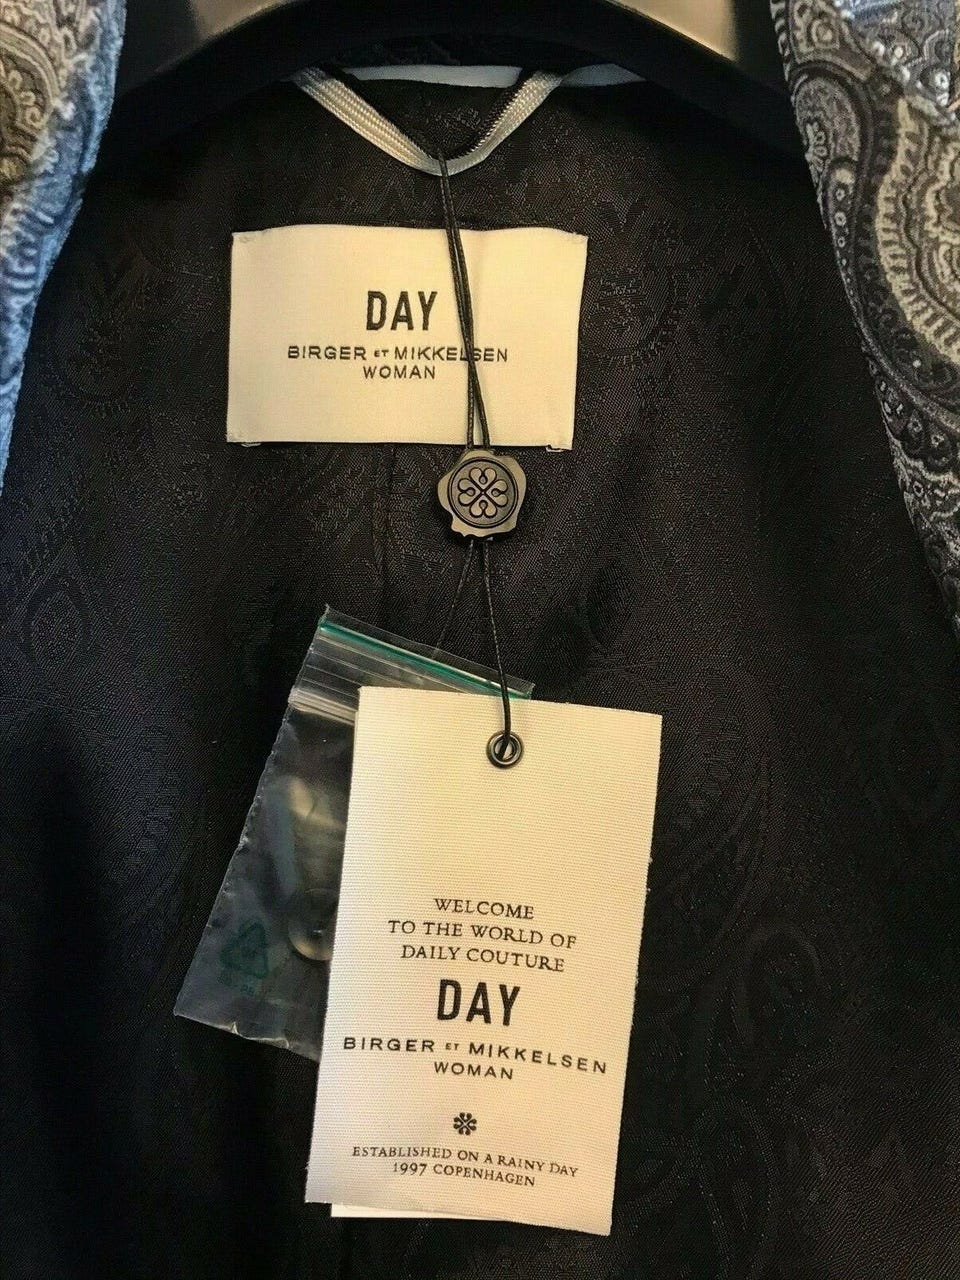 DAY
BIRGER ET MIKKELSEN
WOMAN
WELCOME
TO THE WORLD OF
DAILY COUTURE
DAY
BIRGER ET MIKKELSEN
WOMAN
ESTABLISHED ON A RAINY DAY
1997 COPENHAGEN